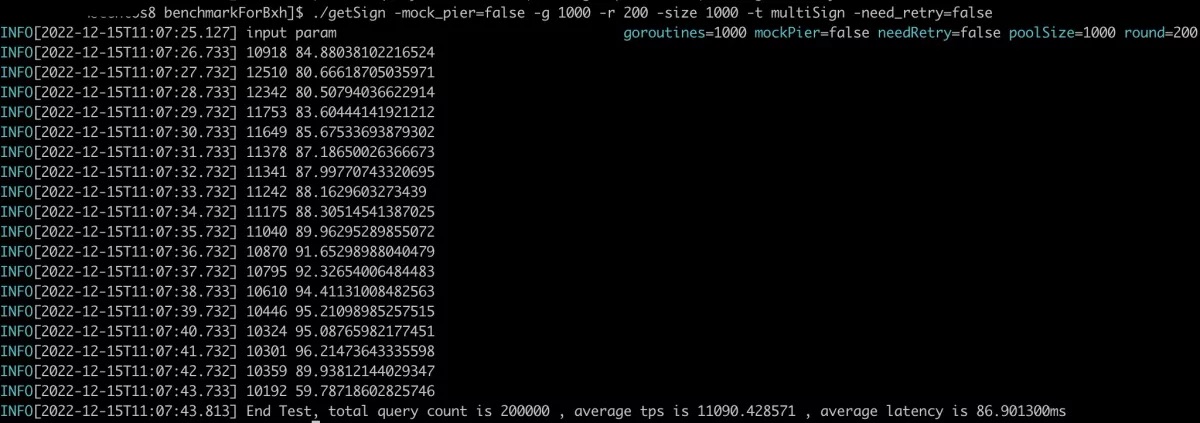 benchmarkForBxh]$ ./getSign -mock_pier=false -g 1000 -r 200 -size 1000 -t multiSign -need_retry=false
INFO[2022-12-15T11:07:25.127] input param goroutines=1000 mockPier=false needRetry=false poolSize=1000 round=200
INFO[2022-12-15T11:07:26.733] 10918 84.88038102216524
INFO[2022-12-15T11:07:27.732] 12510 80.66618705035971
INFO[2022-12-15T11:07:28.733] 12342 80.50794036622914
INFO[2022-12-15T11:07:29.732] 11753 83.60444141921212
INFO[2022-12-15T11:07:30.733] 11649 85.67533693879302
INFO[2022-12-15T11:07:31.733] 11378 87.18650026366673
INFO[2022-12-15T11:07:32.732] 11341 87.99770743320695
INFO[2022-12-15T11:07:33.732] 11242 88.1629603273439
INFO[2022-12-15T11:07:34.732] 11175 88.30514541387025
INFO[2022-12-15T11:07:35.732] 11040 89.96295289855072
INFO[2022-12-15T11:07:36.732] 10870 91.65298988040479
INFO[2022-12-15T11:07:37.732] 10795 92.32654006484483
INFO[2022-12-15T11:07:38.733] 10610 94.41131008482563
INFO[2022-12-15T11:07:39.732] 10446 95.21098985257515
INFO[2022-12-15T11:07:40.733] 10324 95.08765982177451
INFO[2022-12-15T11:07:41.732] 10301 96.21473643335598
INFO[2022-12-15T11:07:42.732] 10359 89.93812144029347
INFO[2022-12-15T11:07:43.733] 10192 59.78718602825746
INFO[2022-12-15T11:07:43.813] End Test, total query count is 200000 , average tps is 11090.428571 , average latency is 86.901300ms